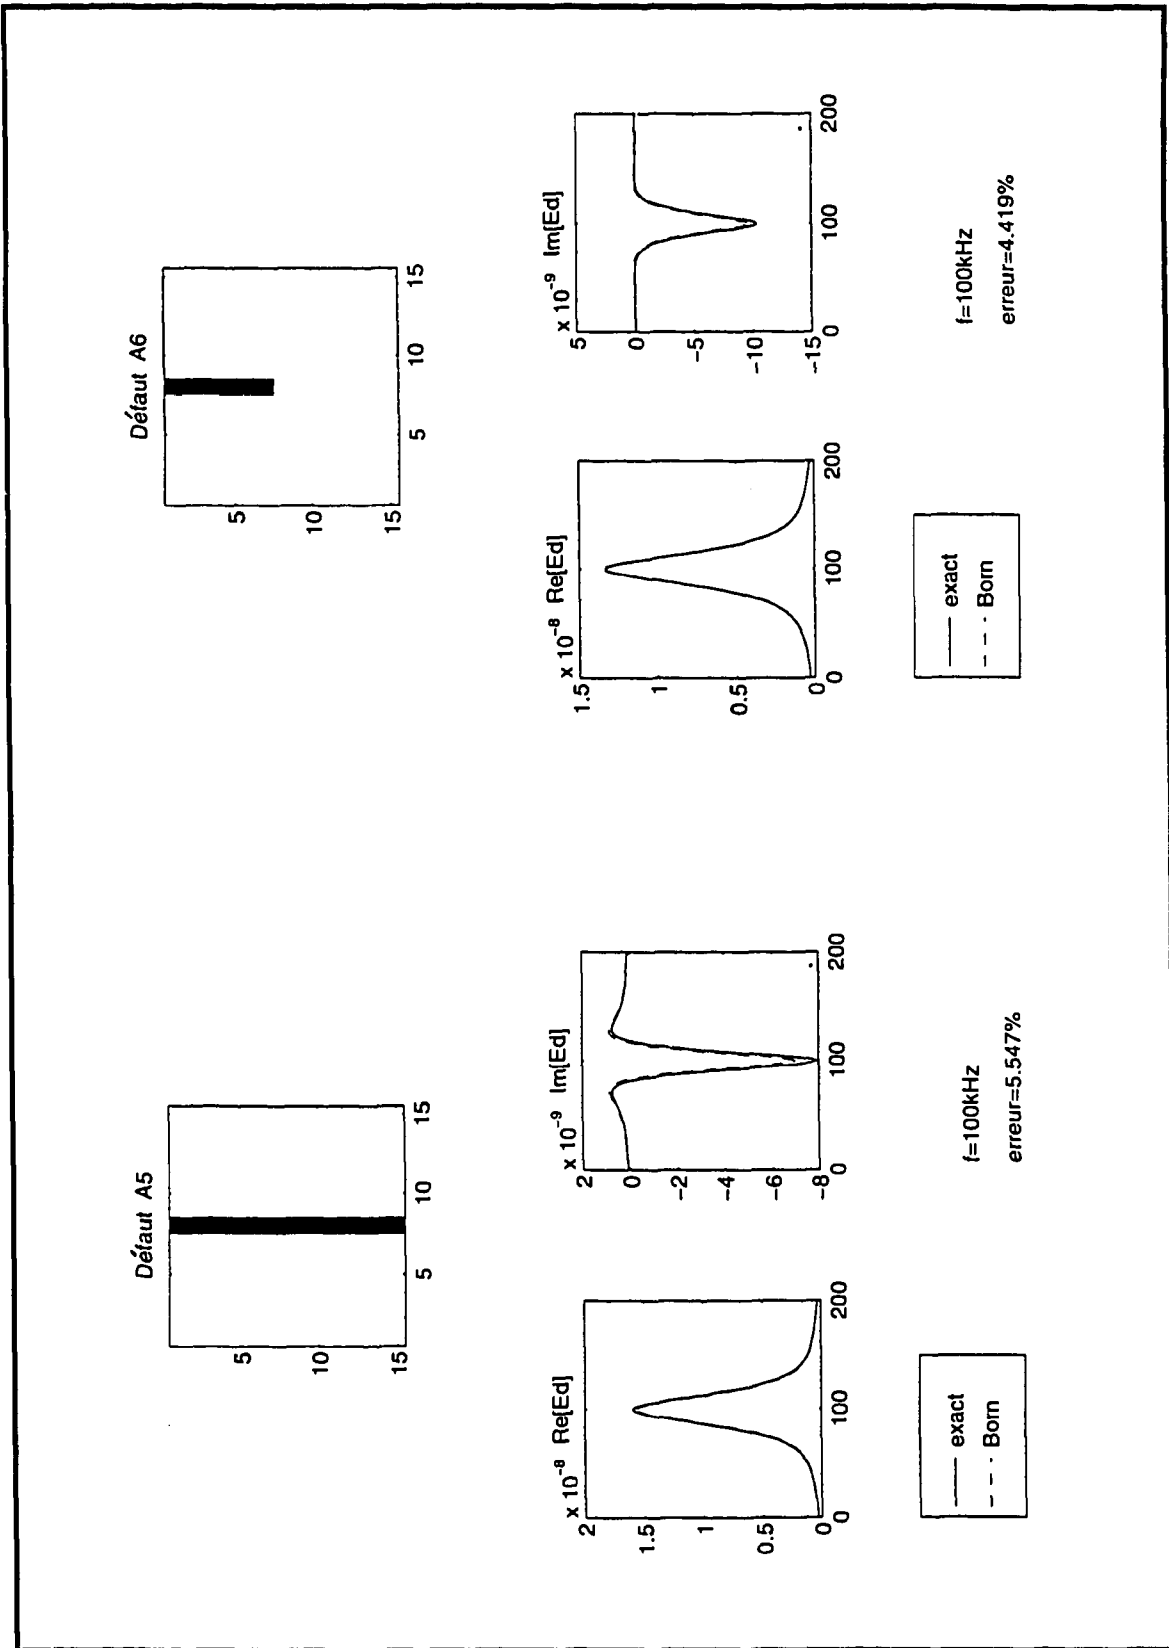 Défaut A5
5
10
15
5 10 15
x 10⁻⁸ Re[Ed]
2
1.5
1
0.5
0
0 100 200
x 10⁻⁹ Im[Ed]
2
0
-2
-4
-6
-8
0 100 200
exact
Born
f=100kHz
erreur=5.547%
Défaut A6
5
10
15
5 10 15
x 10⁻⁸ Re[Ed]
1.5
1
0.5
0
0 100 200
x 10⁻⁹ Im[Ed]
5
0
-5
-10
-15
0 100 200
exact
Born
f=100kHz
erreur=4.419%